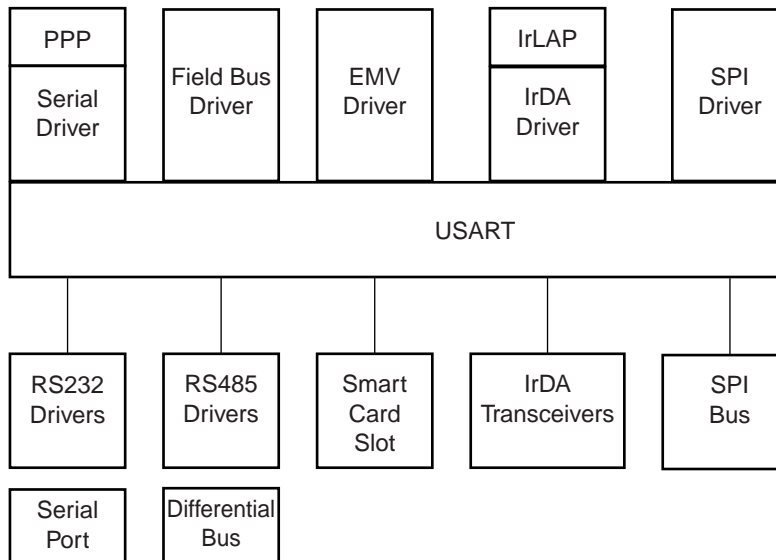 PPP
Serial
Driver
Field Bus
Driver
EMV
Driver
IrLAP
IrDA
Driver
SPI
Driver
USART
RS232
Drivers
RS485
Drivers
Smart
Card
Slot
IrDA
Transceivers
SPI
Bus
Serial
Port
Differential
Bus